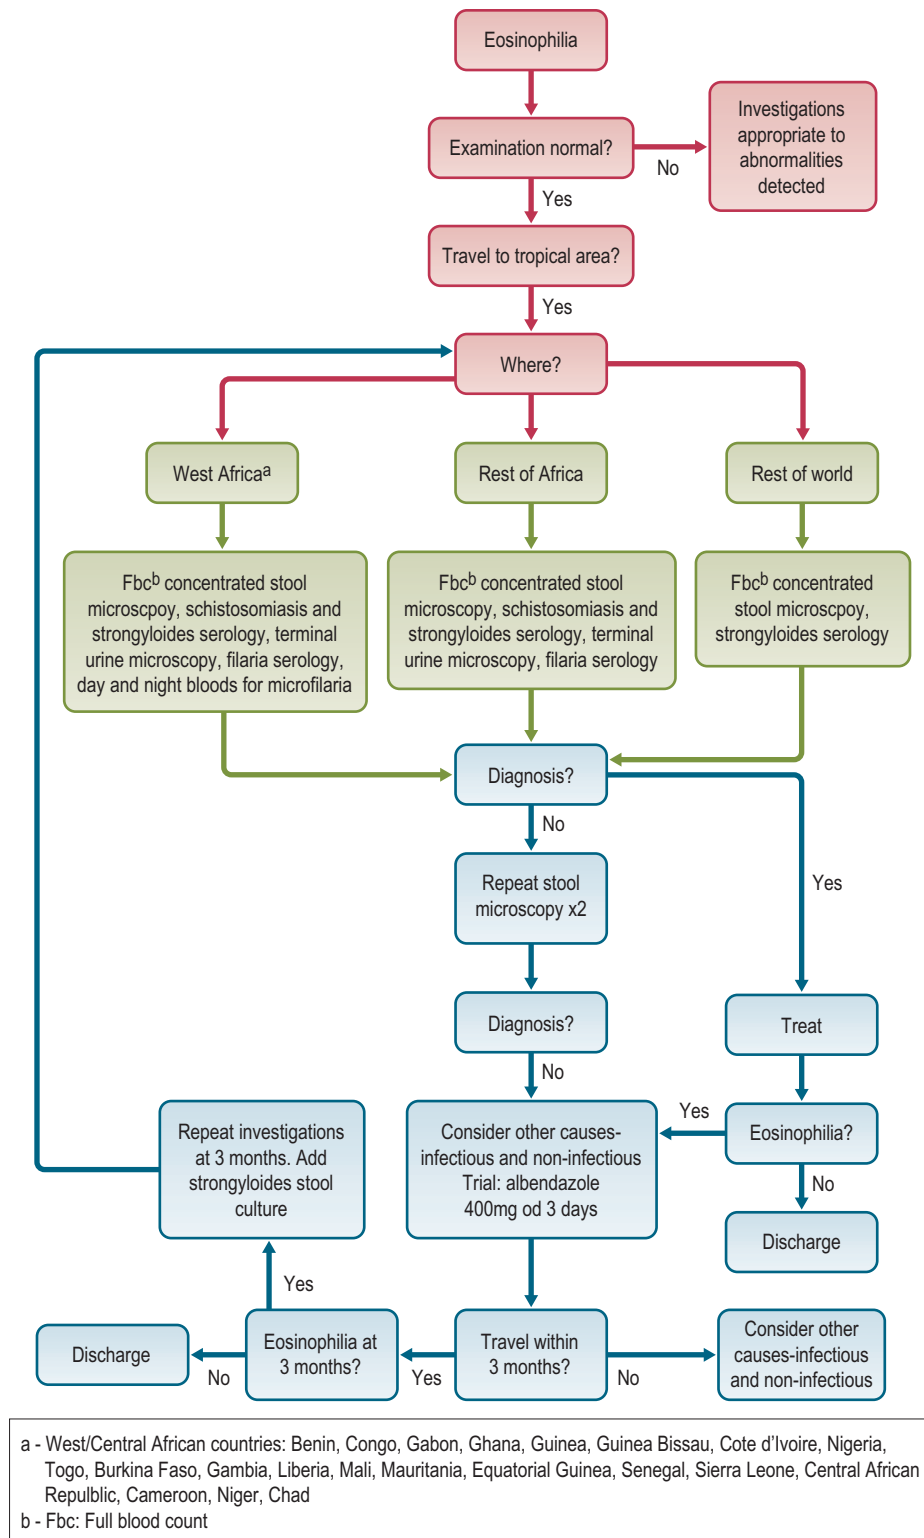 Eosinophilia
Examination normal?
No
Investigations
appropriate to
abnormalities
detected
Yes
Travel to tropical area?
Yes
Where?
West Africaa
Rest of Africa
Rest of world
Fbcb concentrated stool
microscpoy, schistosomiasis and
strongyloides serology, terminal
urine microscopy, filaria serology,
day and night bloods for microfilaria
Fbcb concentrated stool
microscopy, schistosomiasis and
strongyloides serology, terminal
urine microscopy, filaria serology
Fbcb concentrated
stool microscpoy,
strongyloides serology
Diagnosis?
No
Yes
Repeat stool
microscopy x2
Diagnosis?
No
Treat
Eosinophilia?
Yes
No
Discharge
Consider other causes-
infectious and non-infectious
Trial: albendazole
400mg od 3 days
Repeat investigations
at 3 months. Add
strongyloides stool
culture
Yes
Discharge
No
Eosinophilia at
3 months?
Yes
Travel within
3 months?
No
Consider other
causes-infectious
and non-infectious
a - West/Central African countries: Benin, Congo, Gabon, Ghana, Guinea, Guinea Bissau, Cote d'Ivoire, Nigeria,
Togo, Burkina Faso, Gambia, Liberia, Mali, Mauritania, Equatorial Guinea, Senegal, Sierra Leone, Central African
Repulblic, Cameroon, Niger, Chad
b - Fbc: Full blood count